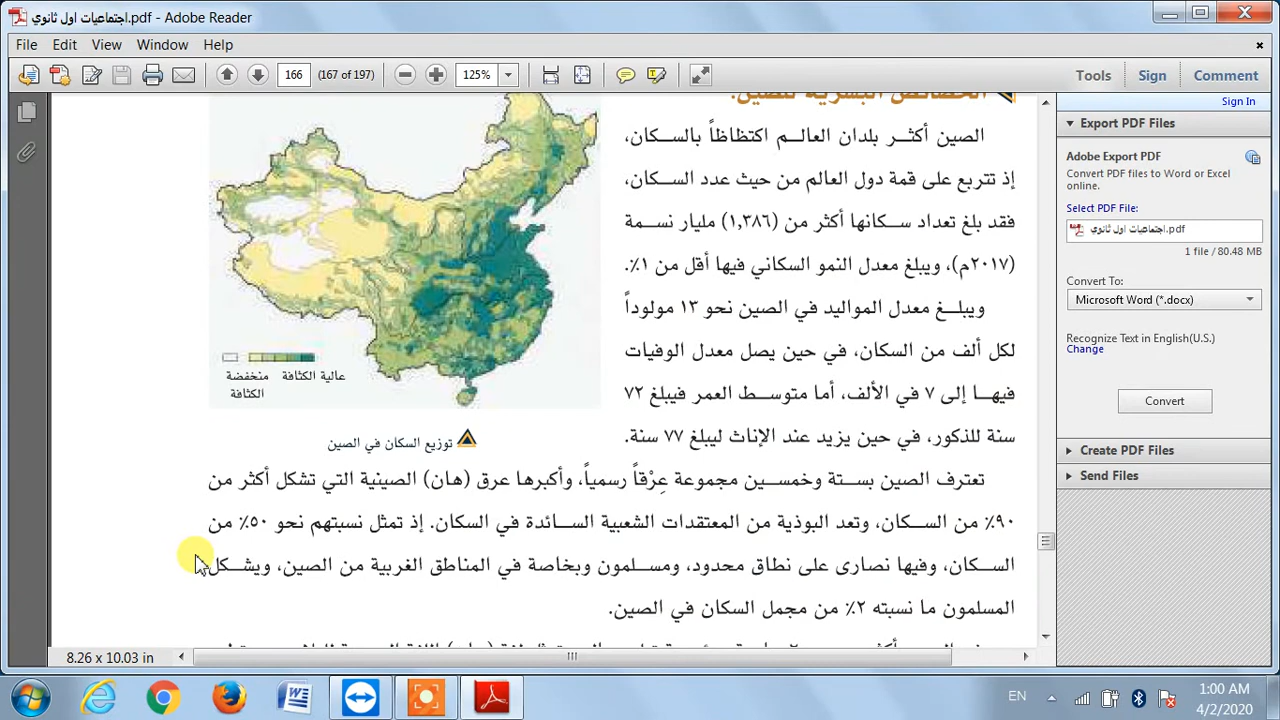 اجتماعيات اول ثانوي.pdf - Adobe Reader
File Edit View Window Help
166 (167 of 197) 125% Tools Sign Comment
Sign In
Export PDF Files
Adobe Export PDF
Convert PDF files to Word or Excel
online.
Select PDF File:
اجتماعيات اول ثانوي.pdf
1 file / 80.48 MB
Convert To:
Microsoft Word (*.docx)
Recognize Text in English(U.S.)
Change
Convert
Create PDF Files
Send Files
الخصائص البشرية للصين:
الصين أكثر بلدان العالم اكتظاظاً بالسكان،
إذ تتربع على قمة دول العالم من حيث عدد السكان،
فقد بلغ تعداد سكانها أكثر من (١,٣٨٦) مليار نسمة
(٢٠١٧م)، ويبلغ معدل النمو السكاني فيها أقل من ١٪.
ويبلغ معدل المواليد في الصين نحو ١٣ مولوداً
لكل ألف من السكان، في حين يصل معدل الوفيات
فيها إلى ٧ في الألف، أما متوسط العمر فيبلغ ٧٢
سنة للذكور، في حين يزيد عند الإناث ليبلغ ٧٧ سنة.
عالية الكثافة منخفضة
الكثافة
توزيع السكان في الصين
تعترف الصين بستة وخمسين مجموعة عِرْقاً رسمياً، وأكبرها عرق (هان) الصينية التي تشكل أكثر من
٩٠٪ من السكان، وتعد البوذية من المعتقدات الشعبية السائدة في السكان. إذ تمثل نسبتهم نحو ٥٠٪ من
السكان، وفيها نصارى على نطاق محدود، ومسلمون وبخاصة في المناطق الغربية من الصين، ويشكل
المسلمون ما نسبته ٢٪ من مجمل السكان في الصين.
8.26 x 10.03 in
EN
1:00 AM
4/2/2020